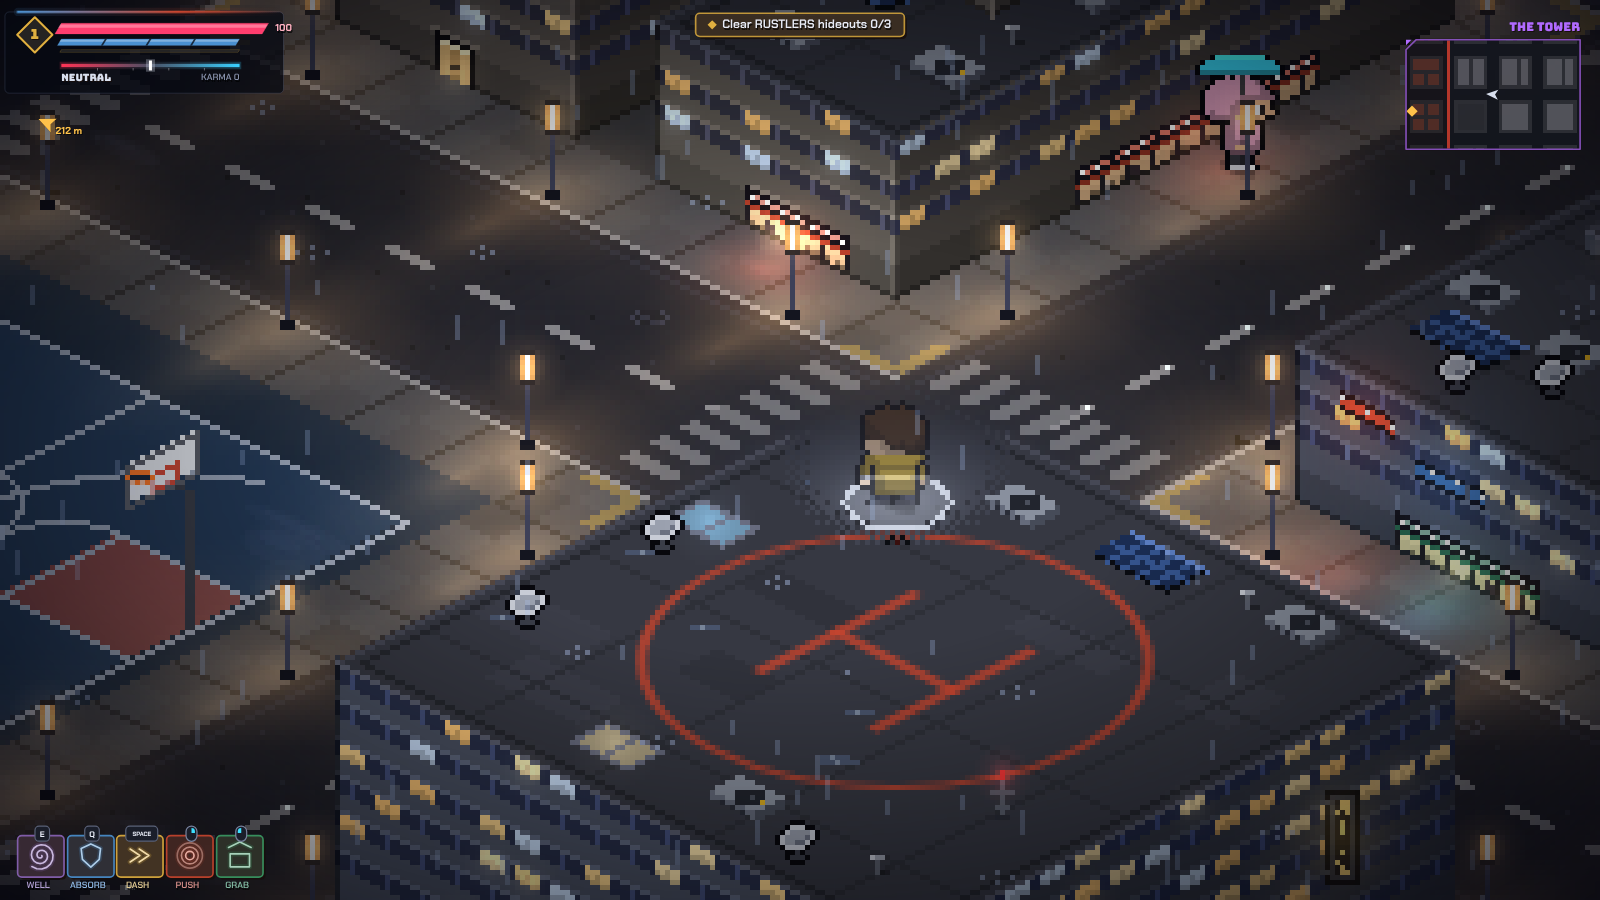 1
100
NEUTRAL
KARMA 0
◆ Clear RUSTLERS hideouts 0/3
THE TOWER
212 m
H
E
Q
SPACE
WELL
ABSORB
DASH
PUSH
GRAB